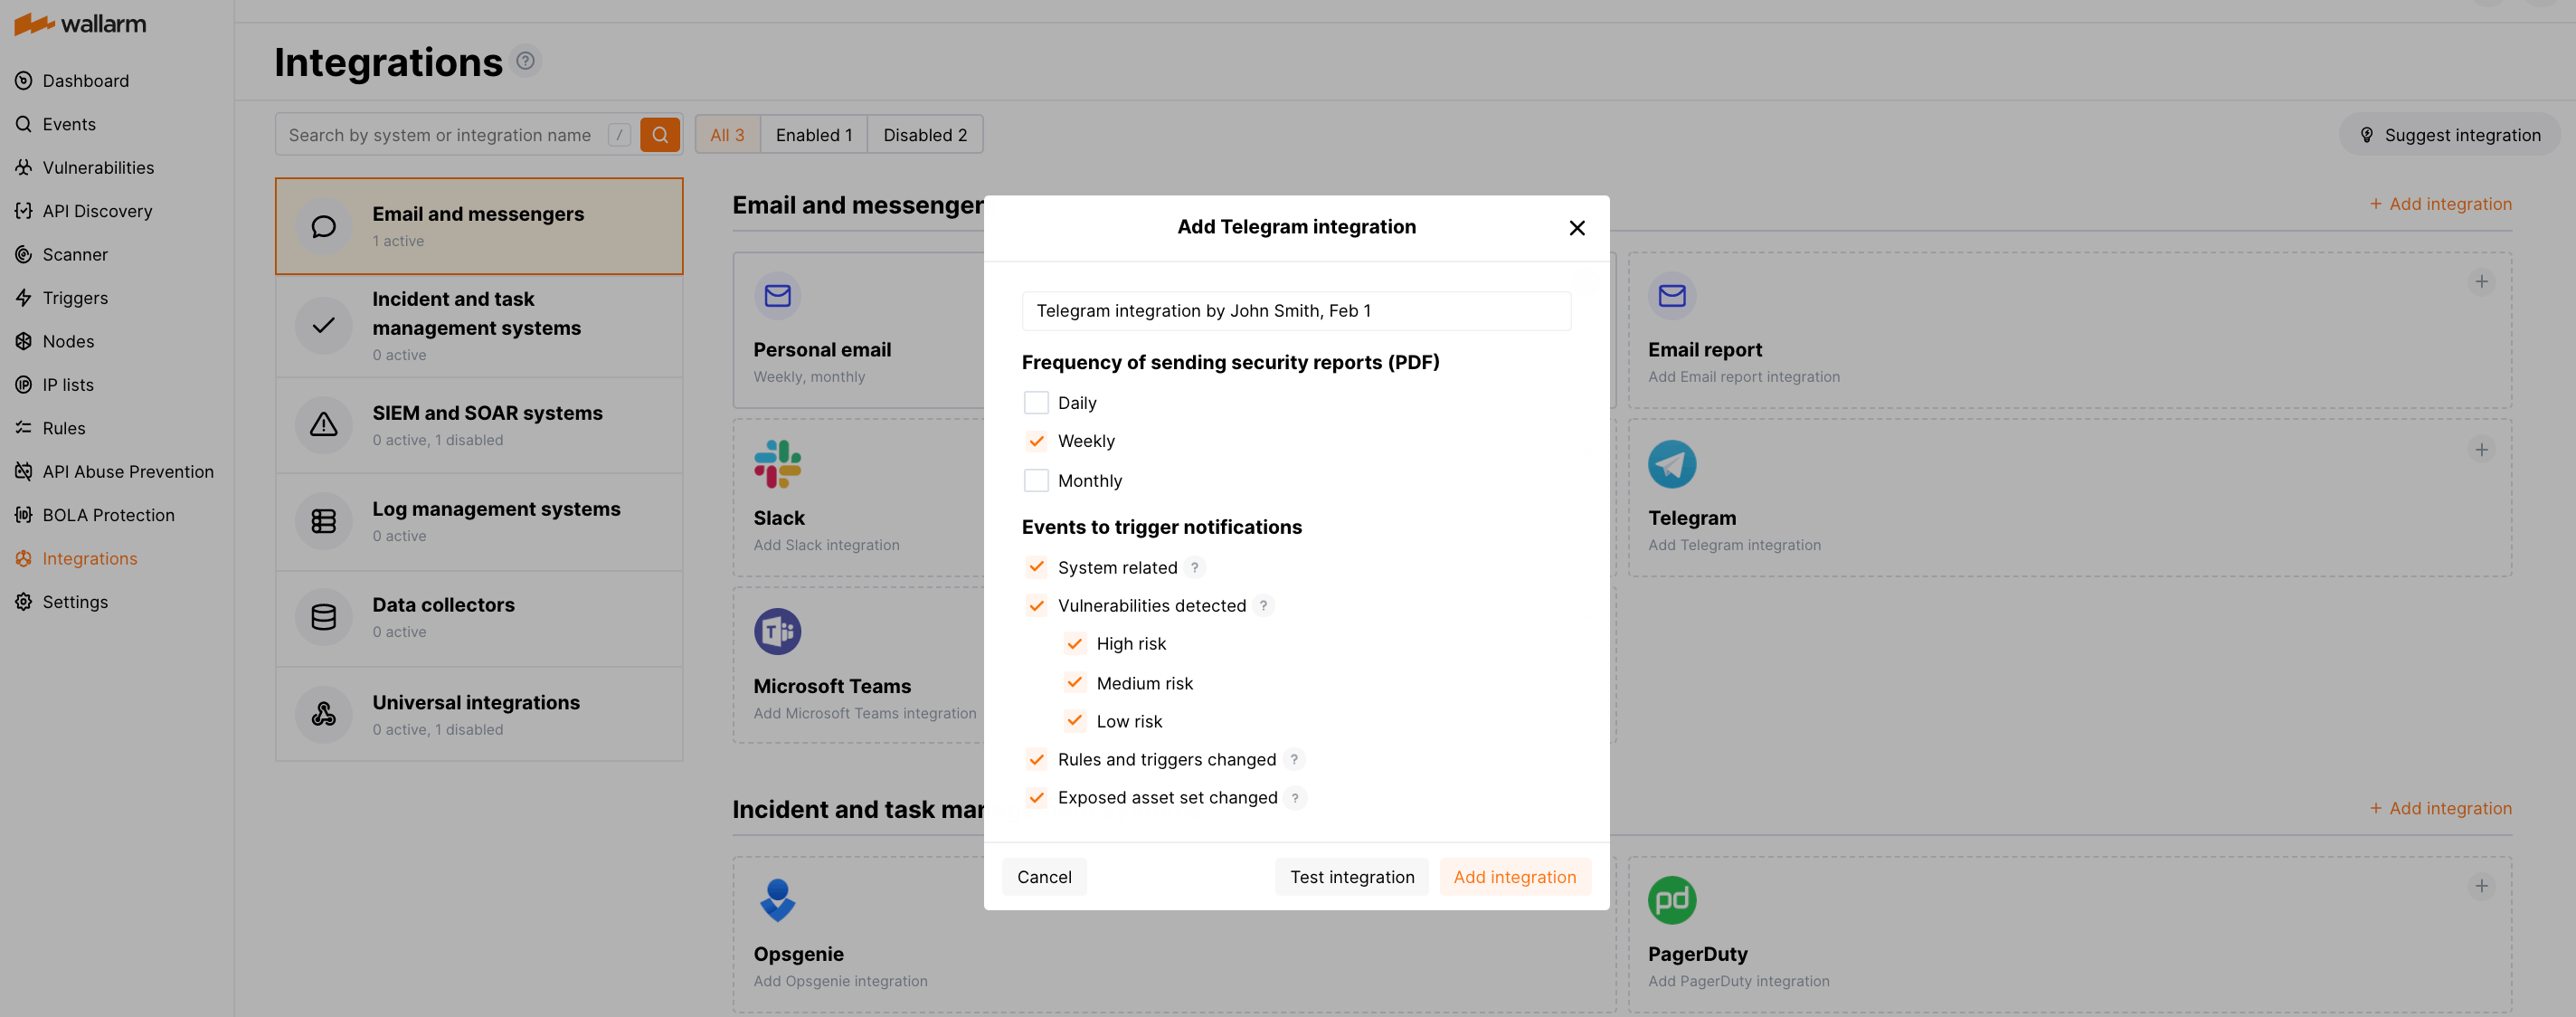 wallarm
Dashboard
Events
Vulnerabilities
API Discovery
Scanner
Triggers
Nodes
IP lists
Rules
API Abuse Prevention
BOLA Protection
Integrations
Settings
Integrations ?
Search by system or integration name /
All 3 Enabled 1 Disabled 2
Suggest integration
Email and messengers
1 active
Incident and task
management systems
0 active
SIEM and SOAR systems
0 active, 1 disabled
Log management systems
0 active
Data collectors
0 active
Universal integrations
0 active, 1 disabled
Email and messenger
+ Add integration
Personal email
Weekly, monthly
Email report
Add Email report integration
Slack
Add Slack integration
Telegram
Add Telegram integration
Microsoft Teams
Add Microsoft Teams integration
Incident and task mar
+ Add integration
Opsgenie
Add Opsgenie integration
pd
PagerDuty
Add PagerDuty integration
Add Telegram integration
Telegram integration by John Smith, Feb 1
Frequency of sending security reports (PDF)
Daily
Weekly
Monthly
Events to trigger notifications
System related ?
Vulnerabilities detected ?
High risk
Medium risk
Low risk
Rules and triggers changed ?
Exposed asset set changed ?
Cancel
Test integration
Add integration